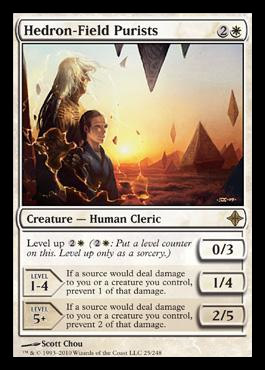 Hedron-Field Purists 2
Creature — Human Cleric
Level up 2 ( 2 : Put a level counter
on this. Level up only as a sorcery.)
0/3
LEVEL
1-4
If a source would deal damage
to you or a creature you control,
prevent 1 of that damage.
1/4
LEVEL
5+
If a source would deal damage
to you or a creature you control,
prevent 2 of that damage.
2/5
Scott Chou
™ & © 1993–2010 Wizards of the Coast LLC 25/248